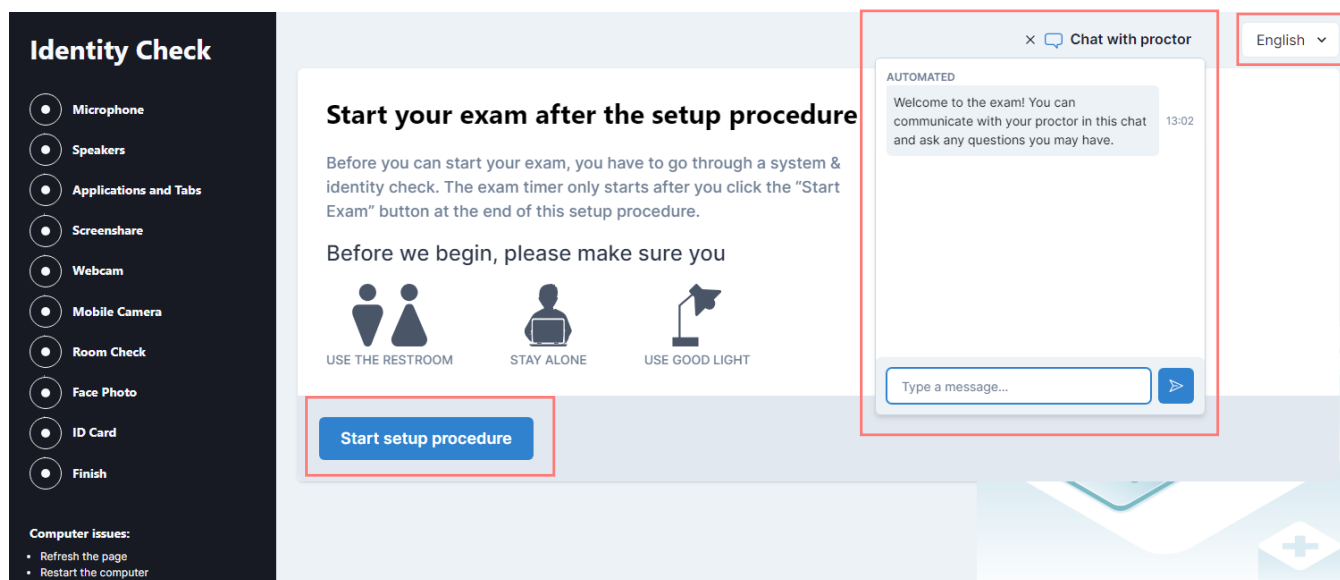 Identity Check
Microphone
Speakers
Applications and Tabs
Screenshare
Webcam
Mobile Camera
Room Check
Face Photo
ID Card
Finish
Computer issues:
Refresh the page
Restart the computer
Start your exam after the setup procedure
Before you can start your exam, you have to go through a system &
identity check. The exam timer only starts after you click the “Start
Exam” button at the end of this setup procedure.
Before we begin, please make sure you
USE THE RESTROOM
STAY ALONE
USE GOOD LIGHT
Start setup procedure
Chat with proctor
AUTOMATED
Welcome to the exam! You can
communicate with your proctor in this chat
and ask any questions you may have.
13:02
Type a message...
English